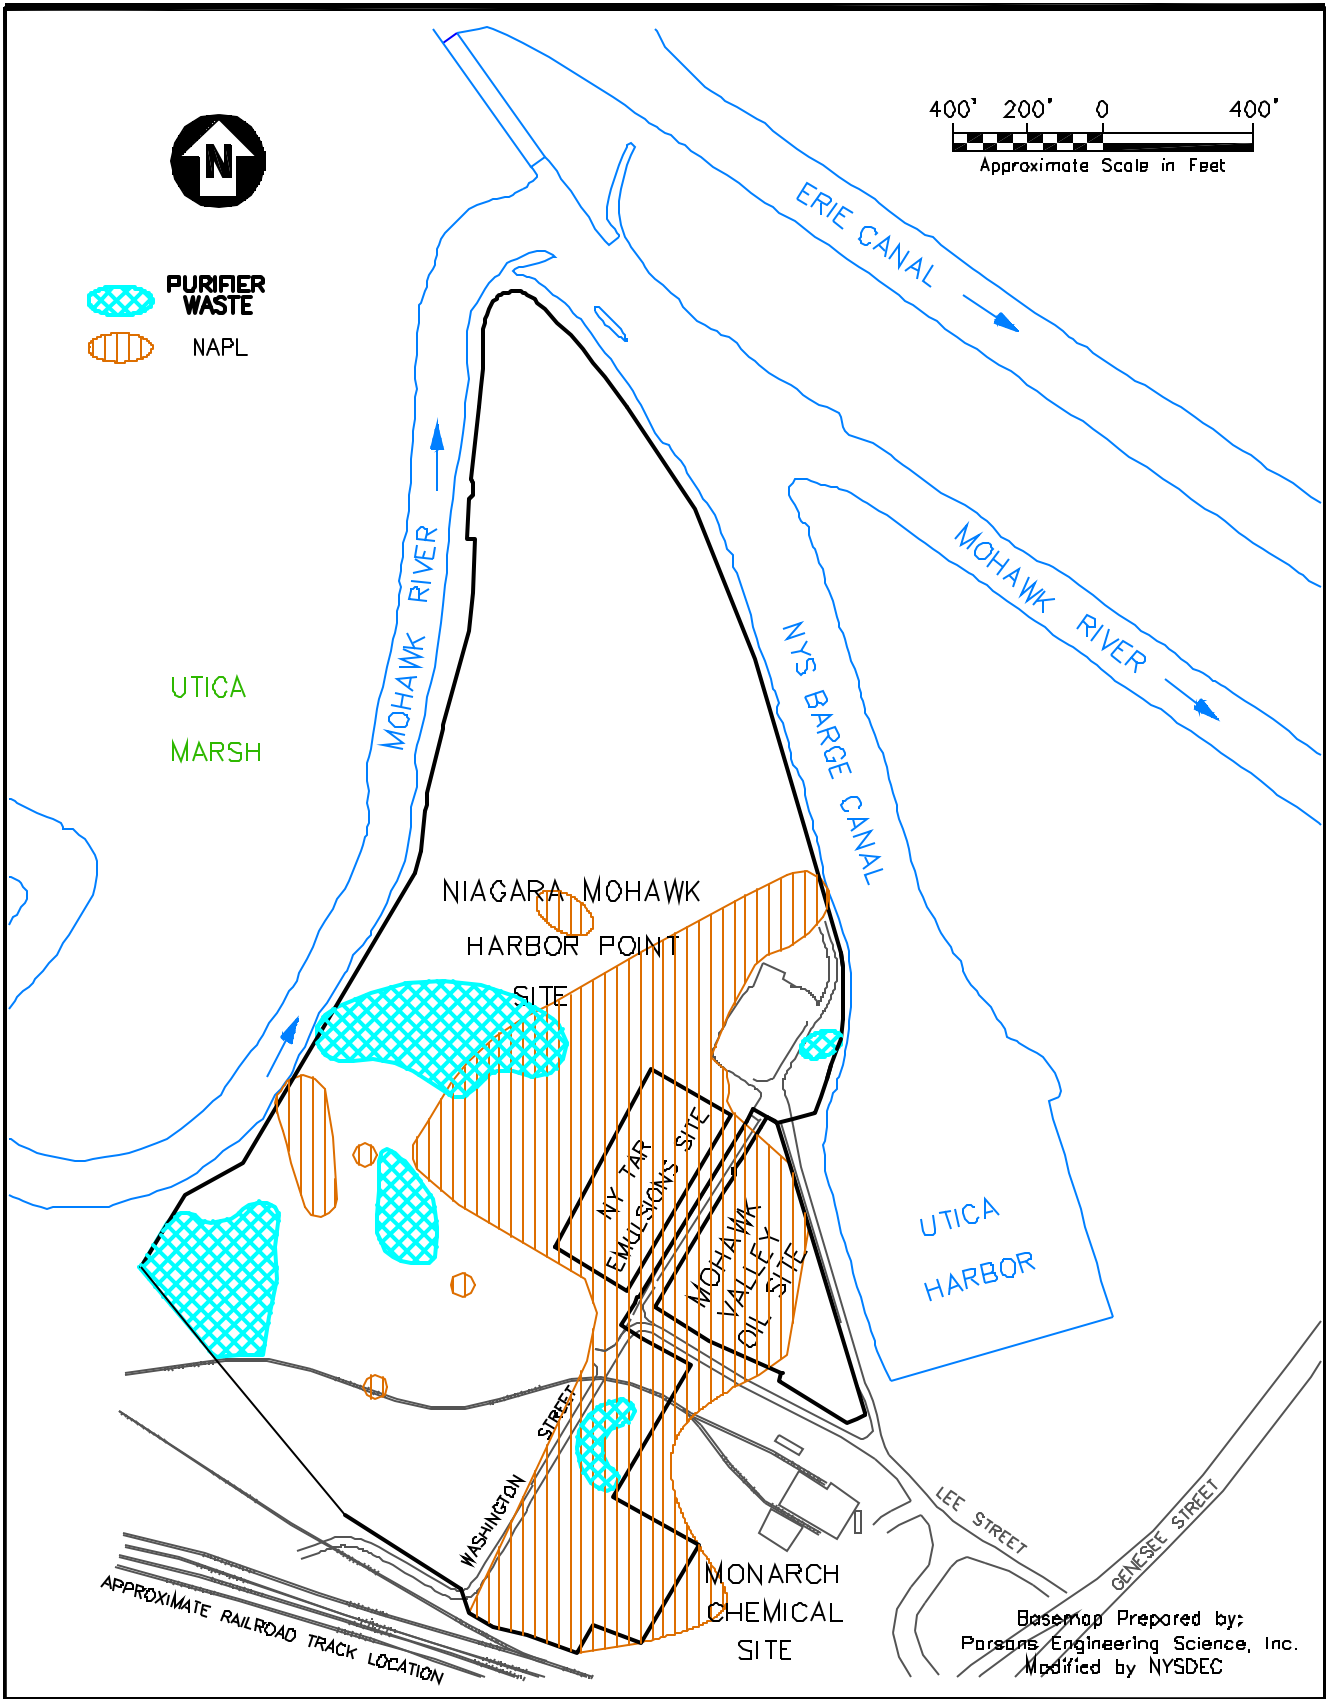 400' 200' 0 400'
Approximate Scale in Feet
N
PURIFIER
WASTE
NAPL
ERIE CANAL
MOHAWK RIVER
MOHAWK RIVER
NYS BARGE CANAL
UTICA
MARSH
NIAGARA MOHAWK
HARBOR POINT
SITE
NY TAR
EMULSIONS SITE
MOHAWK
VALLEY
OIL SITE
UTICA
HARBOR
WASHINGTON STREET
LEE STREET
GENESEE STREET
APPROXIMATE RAILROAD TRACK LOCATION
MONARCH
CHEMICAL
SITE
Basemap Prepared by:
Parsons Engineering Science, Inc.
Modified by NYSDEC